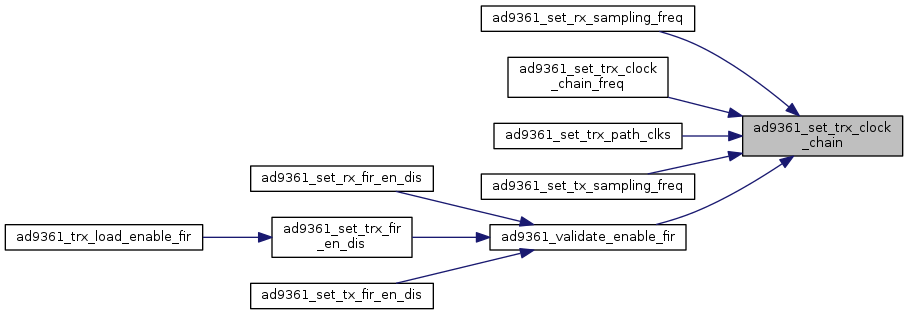 ad9361_set_rx_sampling_freq
ad9361_set_trx_clock
_chain_freq
ad9361_set_trx_path_clks
ad9361_set_trx_clock
_chain
ad9361_set_tx_sampling_freq
ad9361_set_rx_fir_en_dis
ad9361_trx_load_enable_fir
ad9361_set_trx_fir
_en_dis
ad9361_validate_enable_fir
ad9361_set_tx_fir_en_dis